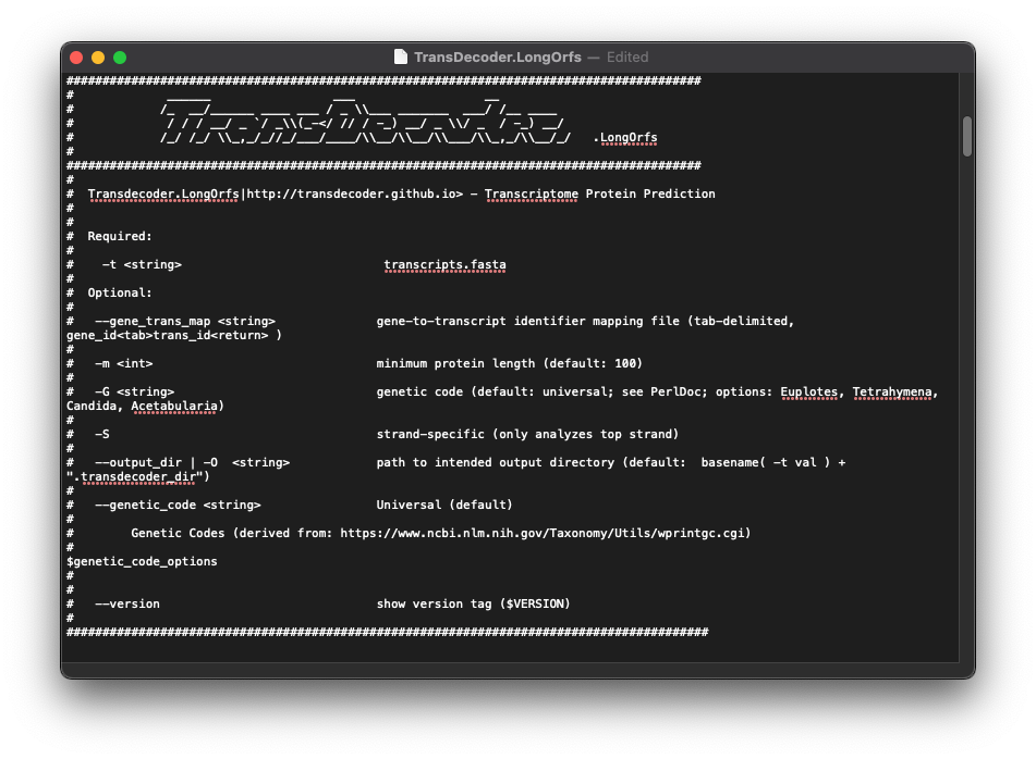 TransDecoder.LongOrfs — Edited
########################################################################################
#             ______                 ___                  __
#            /_  __/______ ____ ___ / _ \\___ _______  ___/ /__ ____
#             / / / __/ _ `/ _\\(_-</ // / -_) __/ _ \\/ _  / -_) __/
#            /_/ /_/ \\_,_/_//_/___/____/\\__/\\__/\\___/\\_,_/\\__/_/   .LongOrfs
#
########################################################################################
#
#  Transdecoder.LongOrfs|http://transdecoder.github.io> - Transcriptome Protein Prediction
#
#
#  Required:
#
#    -t <string>                            transcripts.fasta
#
#  Optional:
#
#   --gene_trans_map <string>              gene-to-transcript identifier mapping file (tab-delimited,
gene_id<tab>trans_id<return> )
#
#   -m <int>                               minimum protein length (default: 100)
#
#   -G <string>                            genetic code (default: universal; see PerlDoc; options: Euplotes, Tetrahymena,
Candida, Acetabularia)
#
#   -S                                     strand-specific (only analyzes top strand)
#
#   --output_dir | -O  <string>            path to intended output directory (default:  basename( -t val ) +
".transdecoder_dir")
#
#   --genetic_code <string>                Universal (default)
#
#        Genetic Codes (derived from: https://www.ncbi.nlm.nih.gov/Taxonomy/Utils/wprintgc.cgi)
#
$genetic_code_options
#
#
#   --version                              show version tag ($VERSION)
#
#########################################################################################